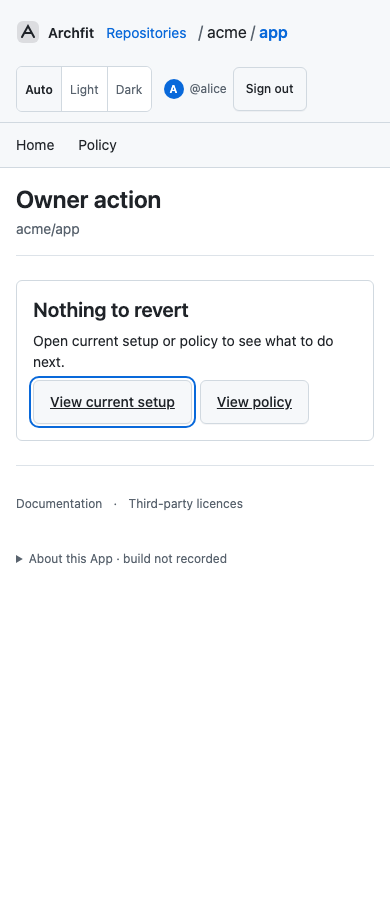 Archfit Repositories / acme / app
Auto Light Dark A @alice Sign out
Home Policy
Owner action
acme/app
Nothing to revert
Open current setup or policy to see what to do
next.
View current setup View policy
Documentation · Third-party licences
About this App · build not recorded